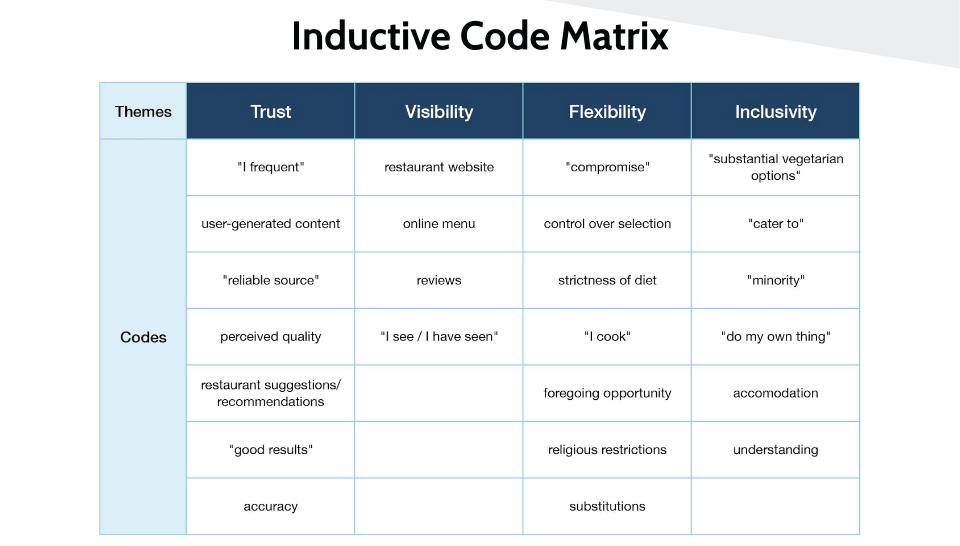 Inductive Code Matrix
Themes Trust Visibility Flexibility Inclusivity
"I frequent" restaurant website "compromise" "substantial vegetarian
options"
user-generated content online menu control over selection "cater to"
"reliable source" reviews strictness of diet "minority"
Codes perceived quality "I see / I have seen" "I cook" "do my own thing"
restaurant suggestions/
recommendations foregoing opportunity accomodation
"good results" religious restrictions understanding
accuracy substitutions